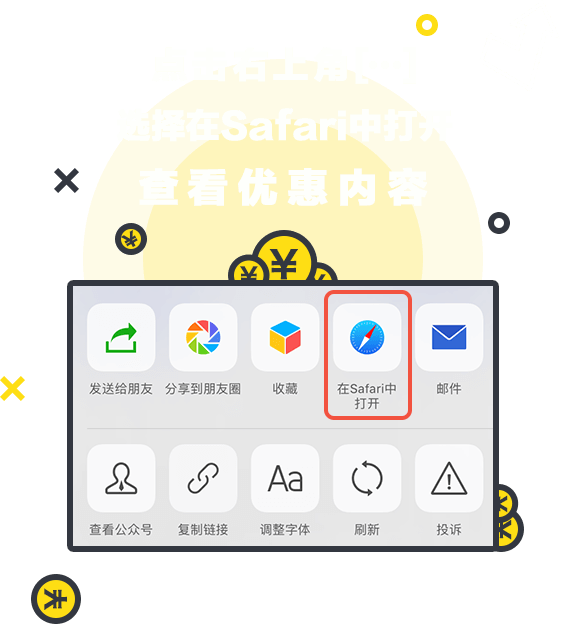 选择在Safari中打开
查看优惠内容
发送给朋友
分享到朋友圈
收藏
在Safari中
打开
邮件
查看公众号
复制链接
Aa
调整字体
刷新
投诉